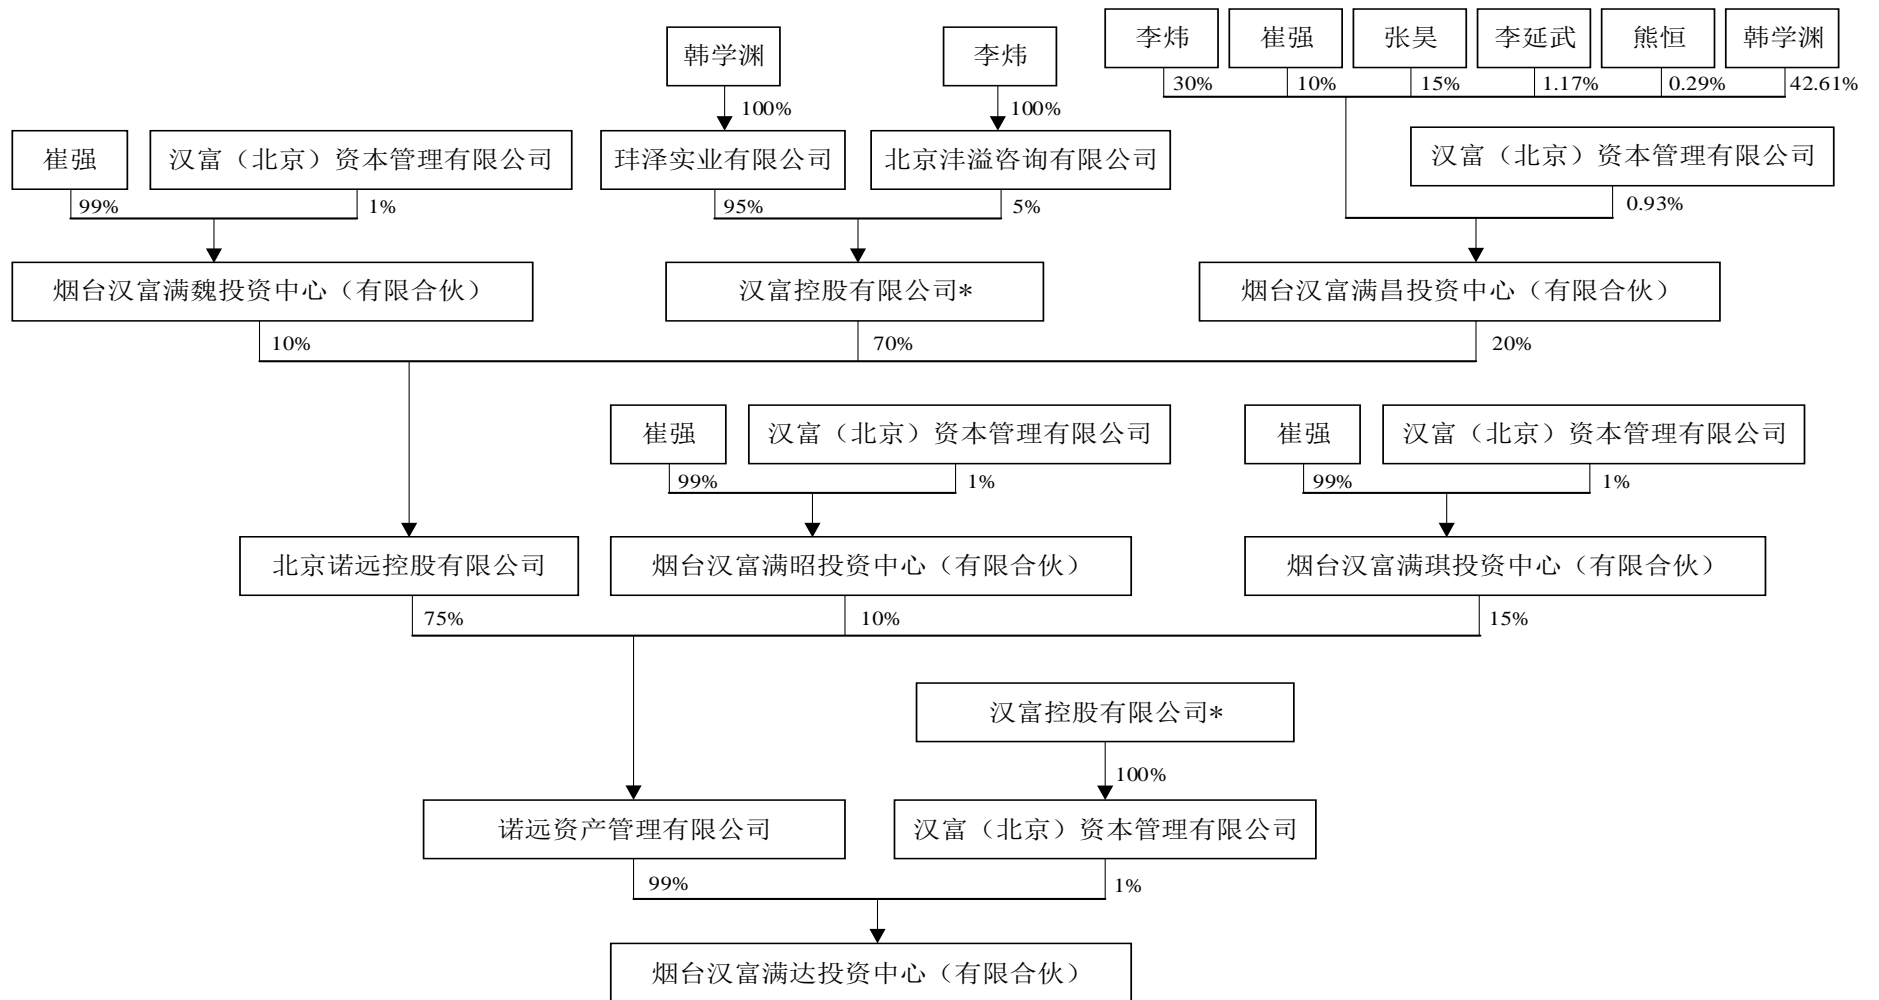 李炜
崔强
张昊
李延武
熊恒
韩学渊
韩学渊
李炜
30%
10%
15%
1.17%
0.29%
42.61%
100%
100%
崔强
汉富（北京）资本管理有限公司
玤泽实业有限公司
北京沣溢咨询有限公司
汉富（北京）资本管理有限公司
99%
1%
95%
5%
0.93%
烟台汉富满魏投资中心（有限合伙）
汉富控股有限公司*
烟台汉富满昌投资中心（有限合伙）
10%
70%
20%
崔强
汉富（北京）资本管理有限公司
崔强
汉富（北京）资本管理有限公司
99%
1%
99%
1%
北京诺远控股有限公司
烟台汉富满昭投资中心（有限合伙）
烟台汉富满琪投资中心（有限合伙）
75%
10%
15%
汉富控股有限公司*
100%
诺远资产管理有限公司
汉富（北京）资本管理有限公司
99%
1%
烟台汉富满达投资中心（有限合伙）